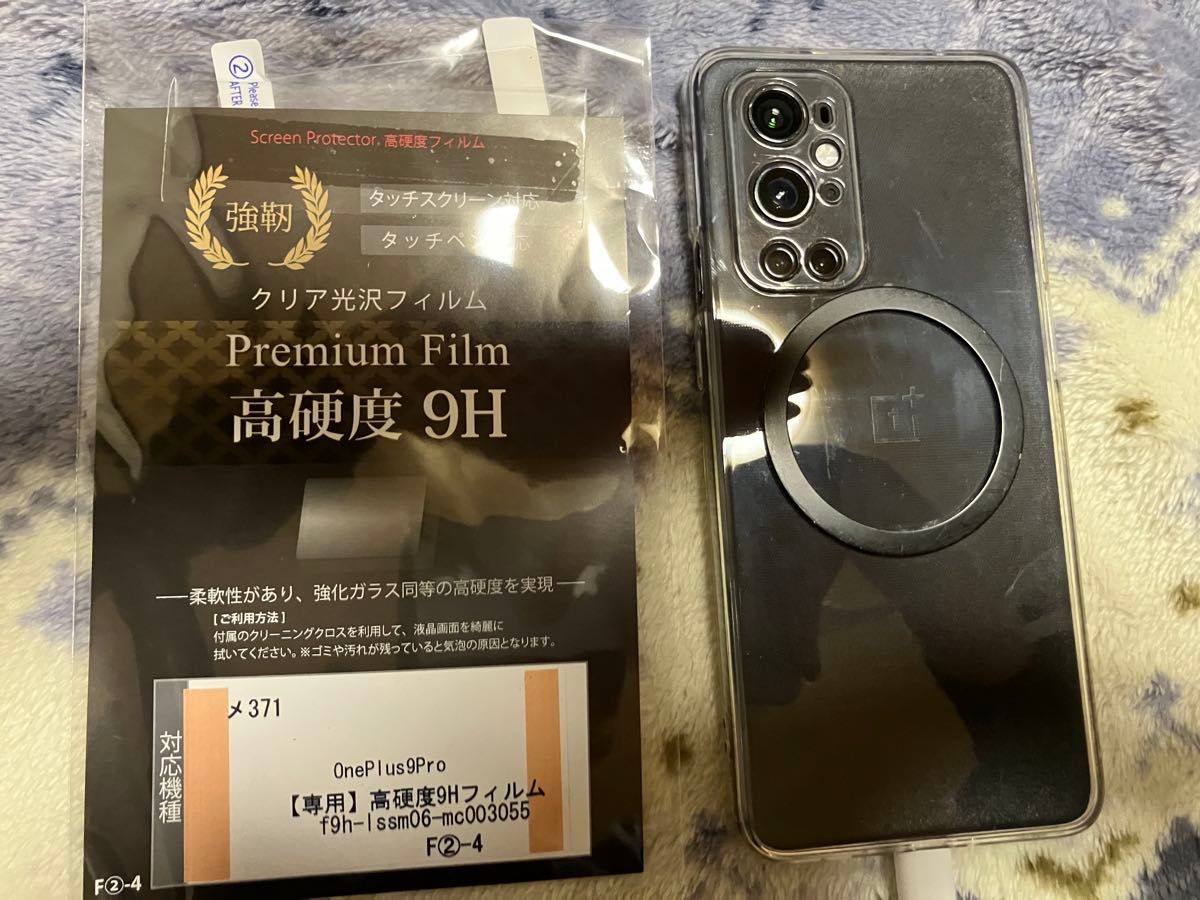 ②
Please
AFTER
Screen Protector 高硬度フィルム
強靭
タッチスクリーン対応
タッチペン対応
クリア光沢フィルム
Premium Film
高硬度 9H
柔軟性があり、強化ガラス同等の高硬度を実現
[ご利用方法]
付属のクリーニングクロスを利用して、液晶画面を綺麗に
拭いてください。※ゴミや汚れが残っていると気泡の原因となります。
対応機種
メ371
OnePlus9Pro
【専用】高硬度9Hフィルム
f9h-lssm06-mc003055
F②-4
F②-4